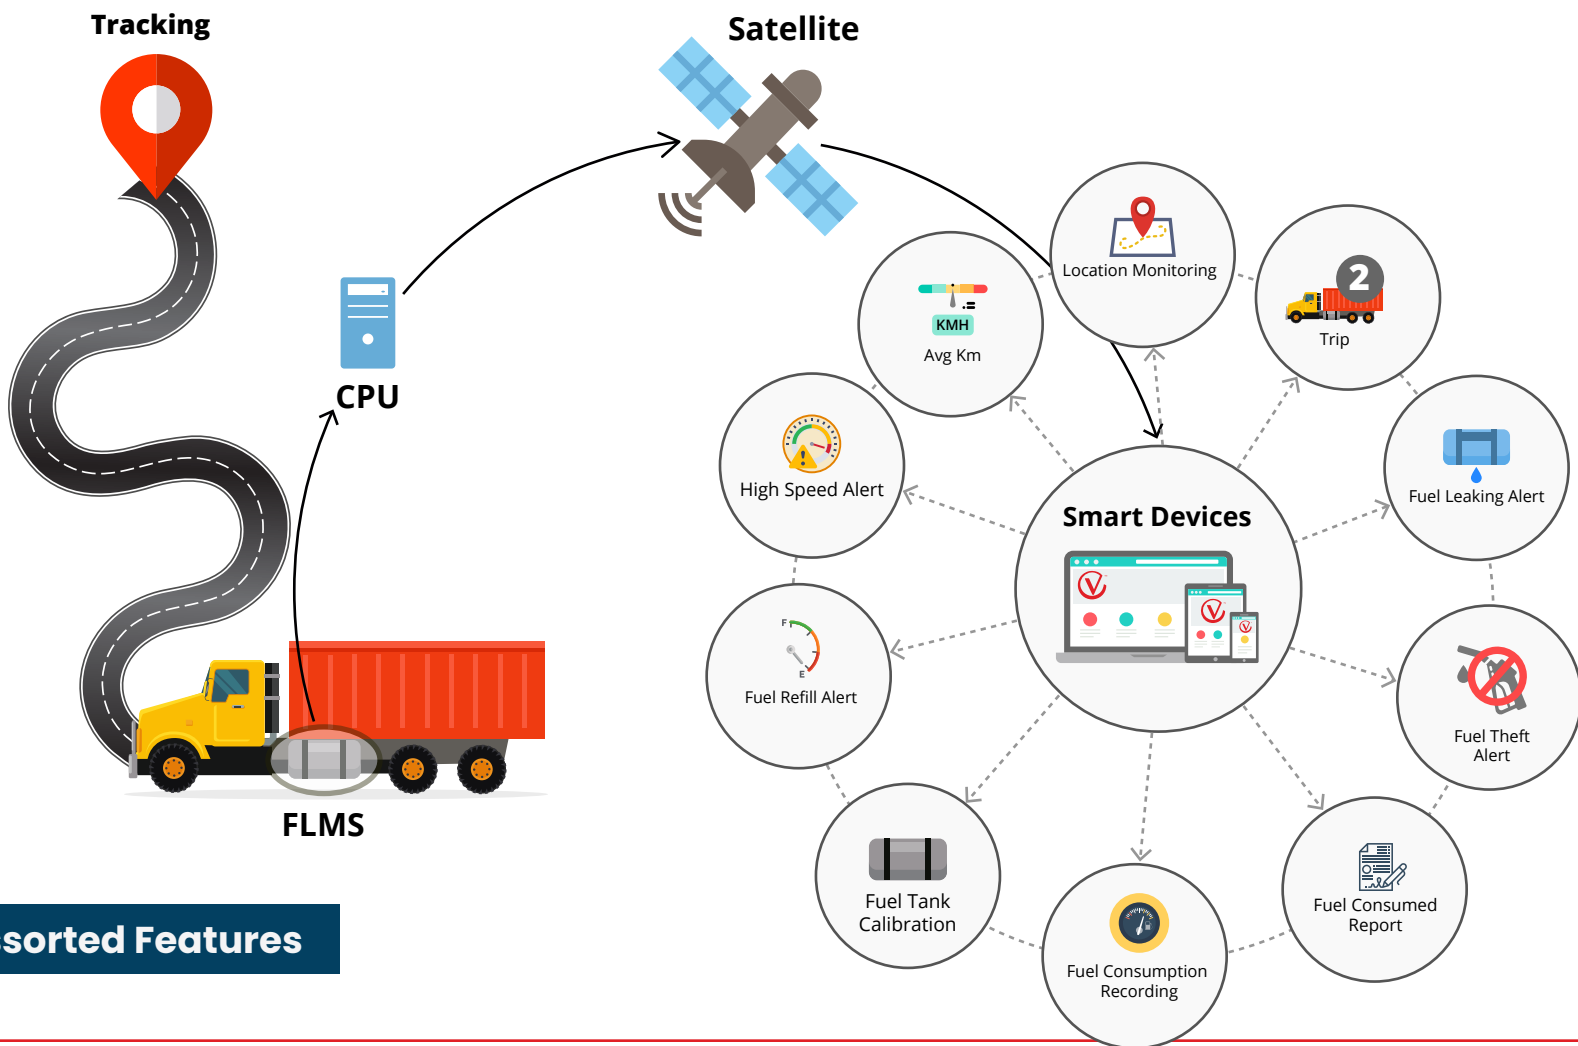 Tracking
Satellite
Location Monitoring
2
Trip
KMH
Avg Km
CPU
High Speed Alert
Fuel Leaking Alert
Smart Devices
F
E
Fuel Refill Alert
Fuel Theft
Alert
FLMS
Fuel Tank
Calibration
Fuel Consumed
Report
Fuel Consumption
Recording
ssorted Features